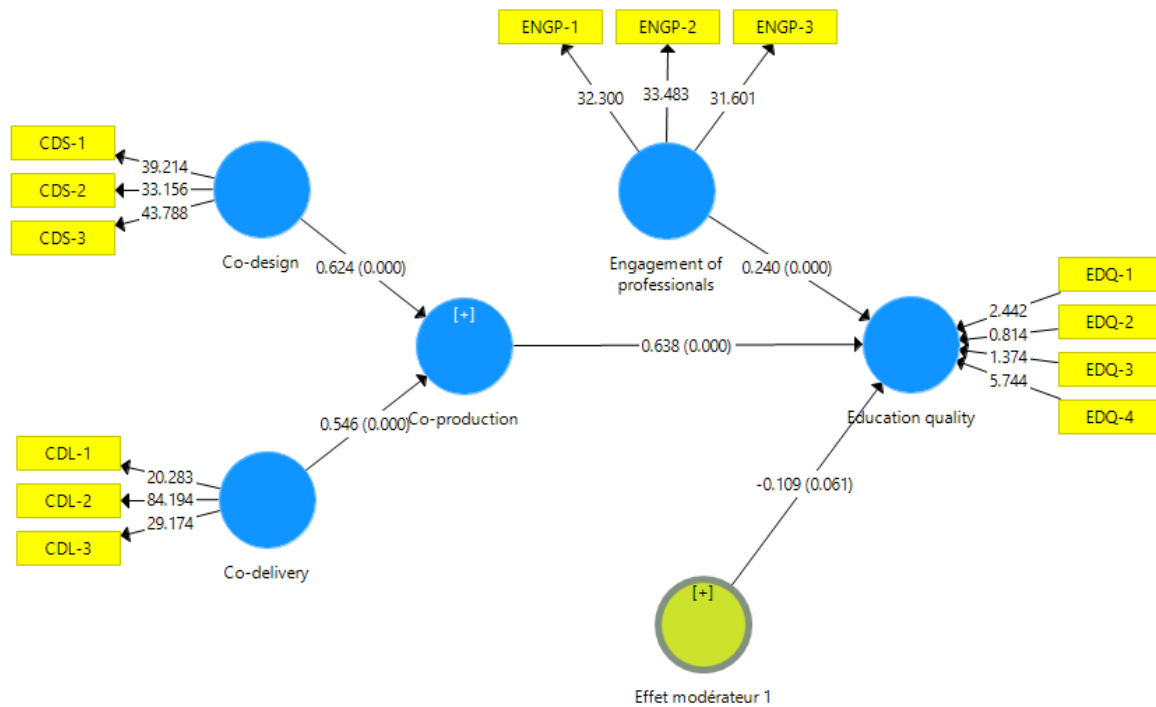 ENGP-1
ENGP-2
ENGP-3
32.300
33.483
31.601
CDS-1
CDS-2
CDS-3
39.214
33.156
43.788
Co-design
Engagement of
professionals
0.624 (0.000)
0.240 (0.000)
EDQ-1
EDQ-2
EDQ-3
EDQ-4
2.442
0.814
1.374
5.744
[+]
0.638 (0.000)
Co-production
Education quality
0.546 (0.000)
CDL-1
CDL-2
CDL-3
20.283
84.194
29.174
Co-delivery
-0.109 (0.061)
[+]
Effet modérateur 1